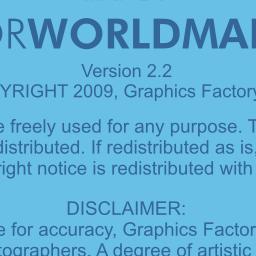 ORWORLDMA
Version 2.2
YRIGHT 2009, Graphics Factory
e freely used for any purpose. T
distributed. If redistributed as is,
right notice is redistributed with
DISCLAIMER:
e for accuracy, Graphics Factor
tographers. A degree of artistic